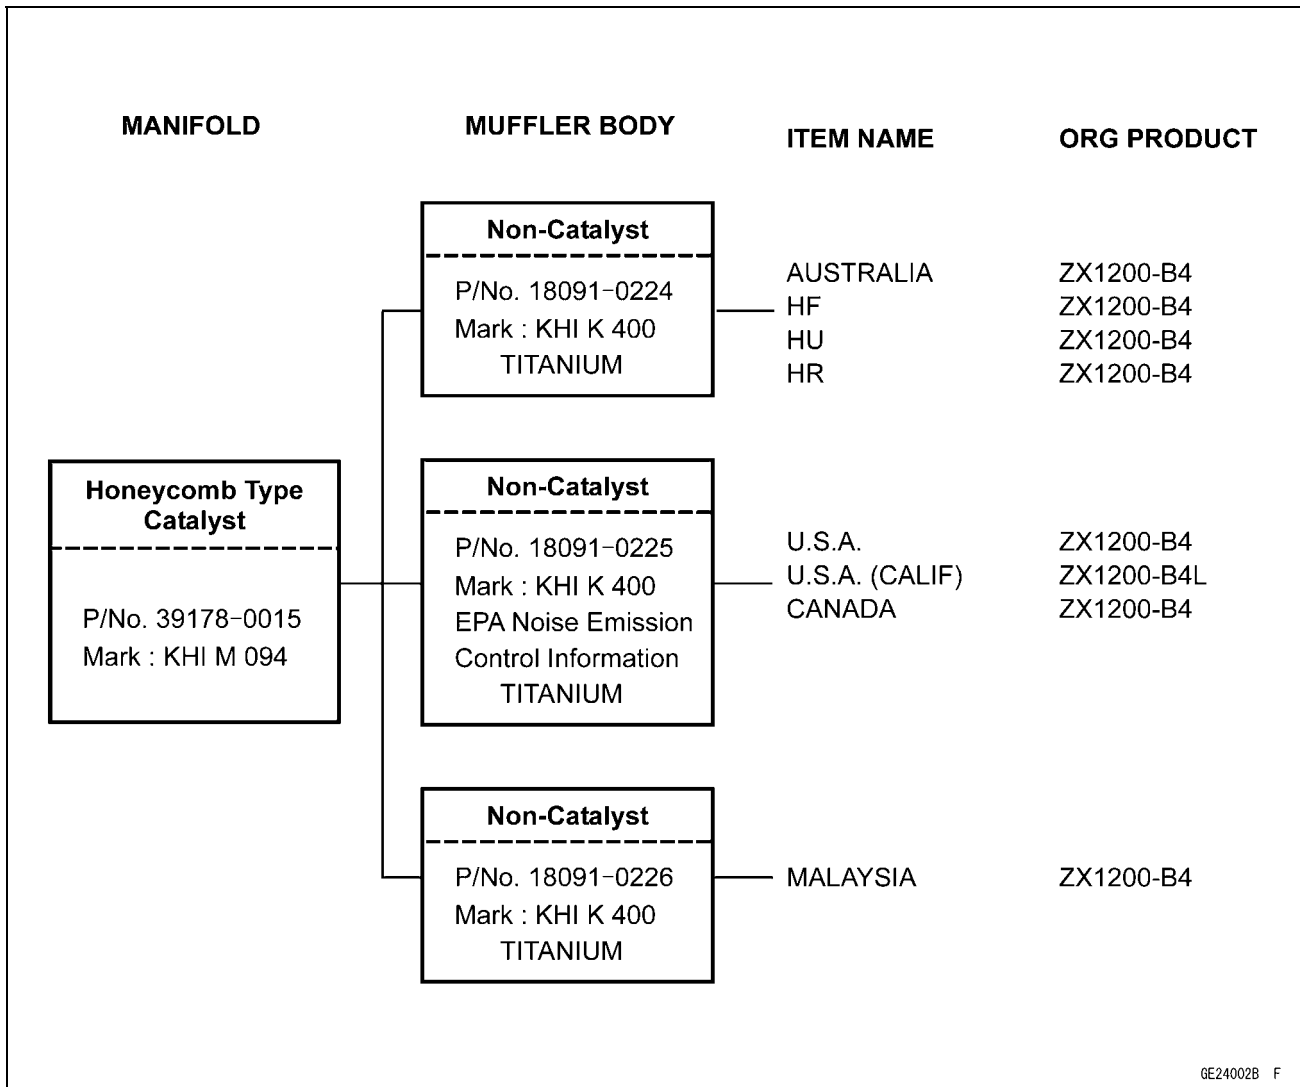 MANIFOLD
MUFFLER BODY
ITEM NAME
ORG PRODUCT
Honeycomb Type
Catalyst
P/No. 39178-0015
Mark : KHI M 094
Non-Catalyst
P/No. 18091-0224
Mark : KHI K 400
TITANIUM
AUSTRALIA ZX1200-B4
HF ZX1200-B4
HU ZX1200-B4
HR ZX1200-B4
Non-Catalyst
P/No. 18091-0225
Mark : KHI K 400
EPA Noise Emission
Control Information
TITANIUM
U.S.A. ZX1200-B4
U.S.A. (CALIF) ZX1200-B4L
CANADA ZX1200-B4
Non-Catalyst
P/No. 18091-0226
Mark : KHI K 400
TITANIUM
MALAYSIA ZX1200-B4
GE24002B F